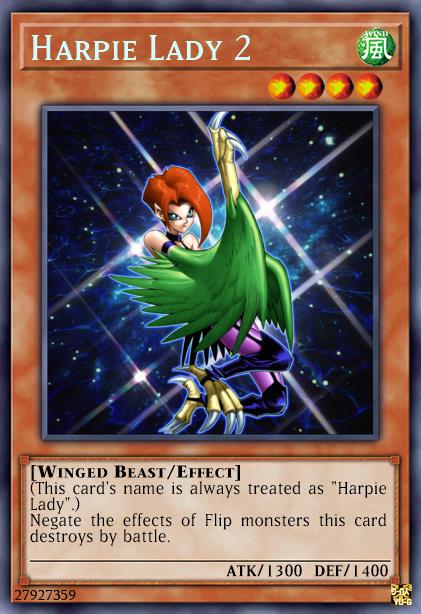 Harpie Lady 2
WIND
風
[Winged Beast/Effect]
(This card's name is always treated as "Harpie
Lady".)
Negate the effects of Flip monsters this card
destroys by battle.
ATK/1300 DEF/1400
27927359